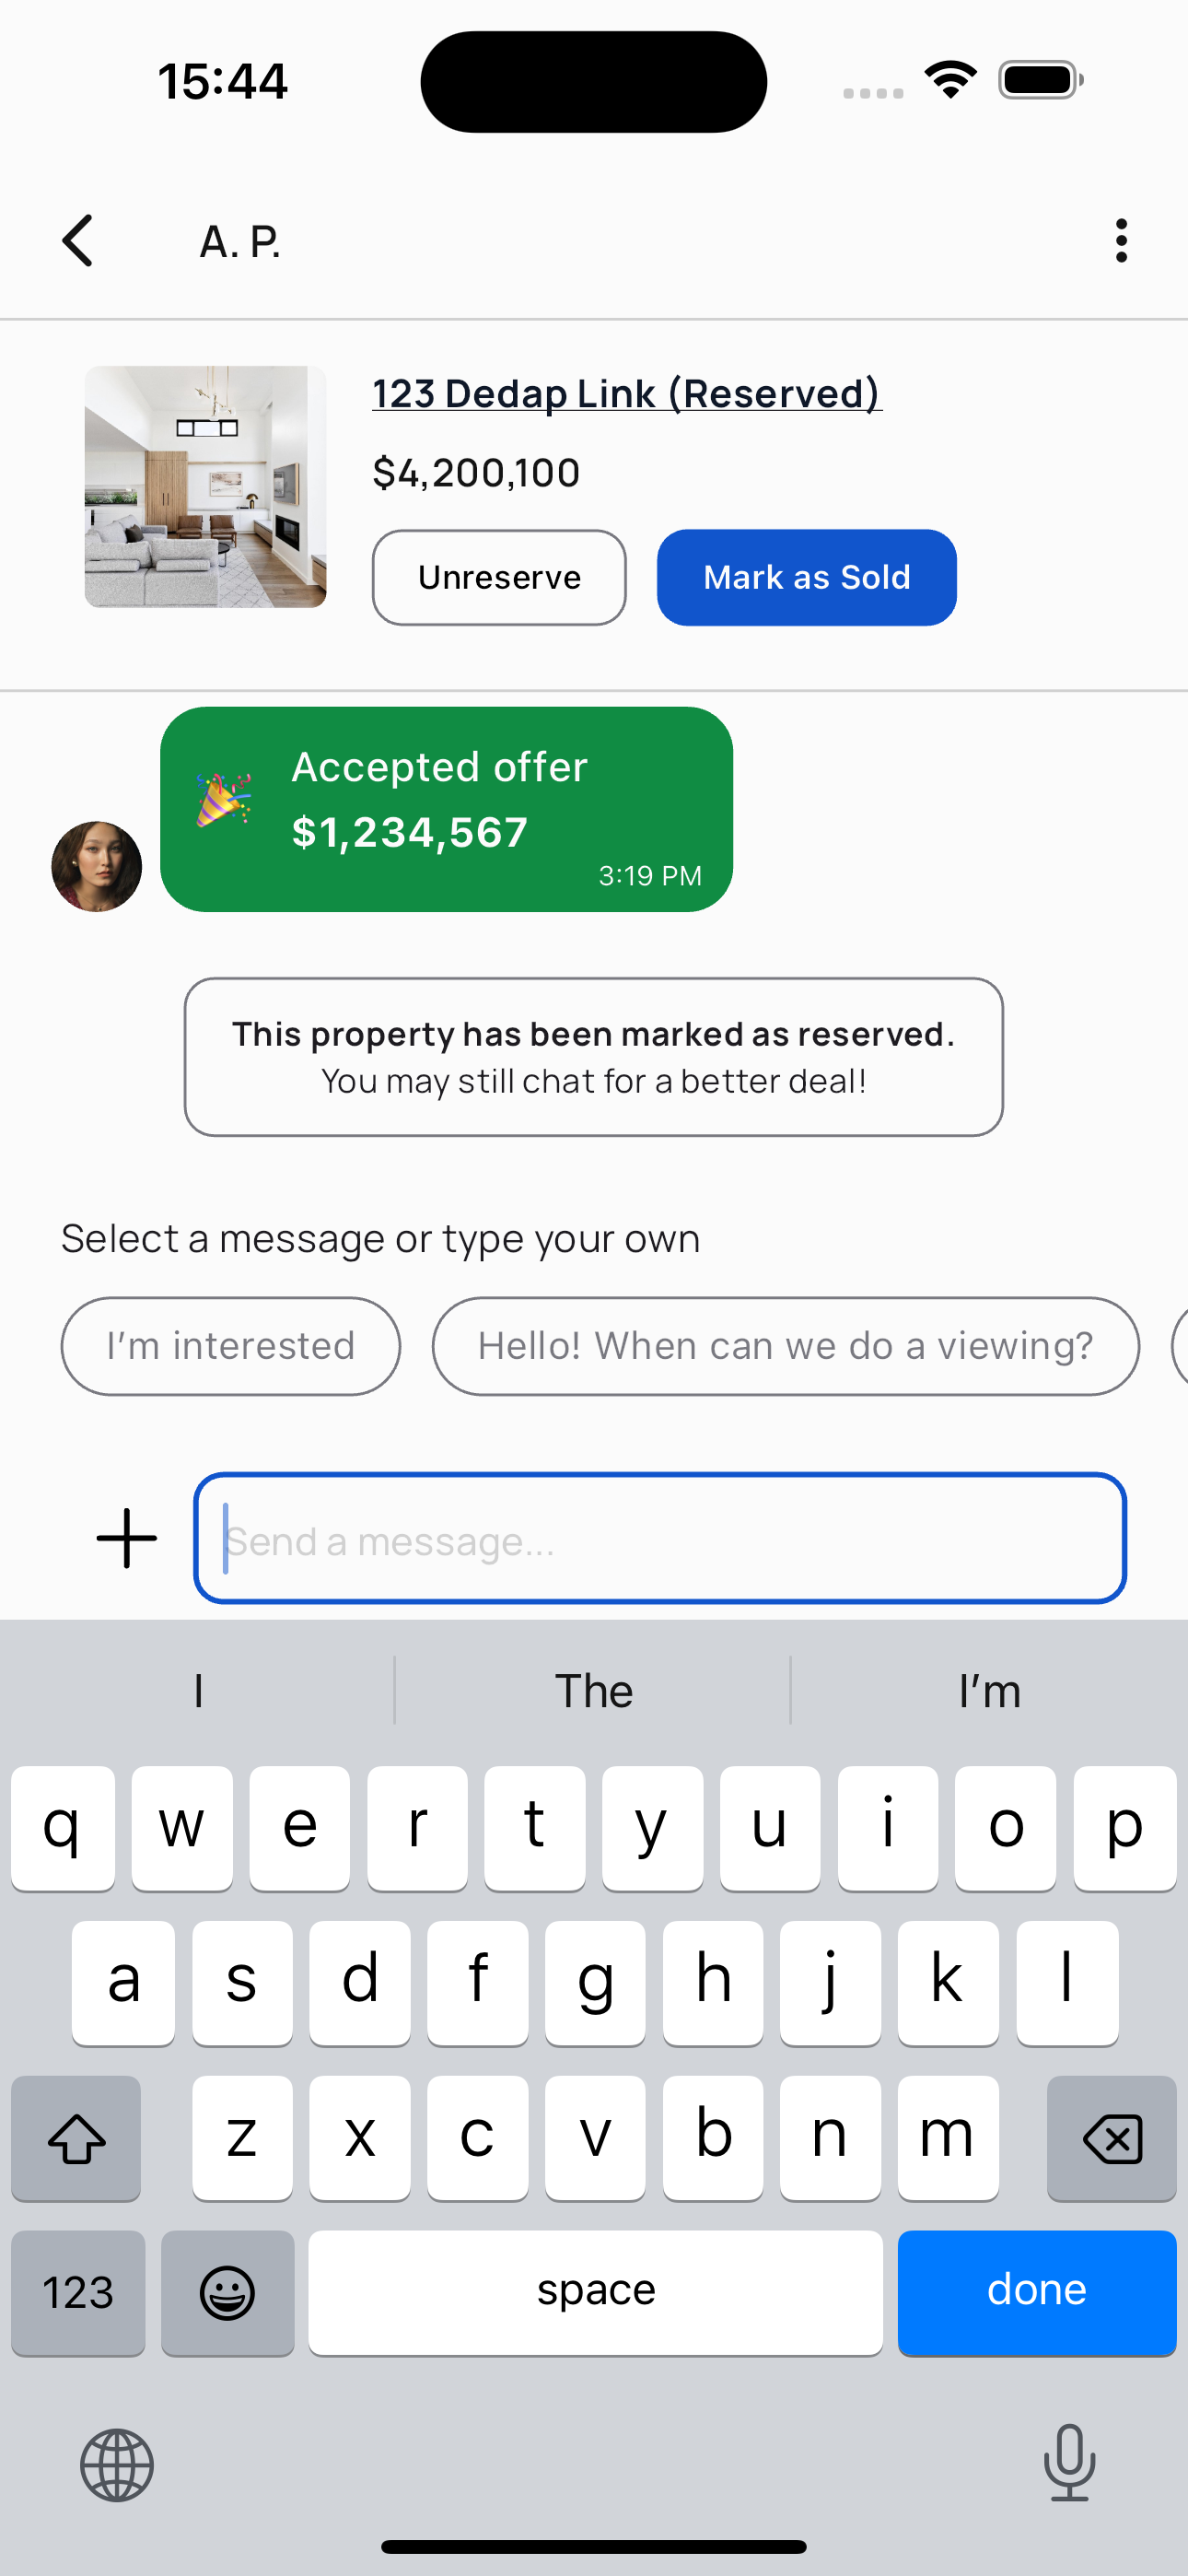 15:44
A. P.
123 Dedap Link (Reserved)
$4,200,100
Unreserve
Mark as Sold
Accepted offer
$1,234,567
3:19 PM
This property has been marked as reserved.
You may still chat for a better deal!
Select a message or type your own
I'm interested
Hello! When can we do a viewing?
Send a message...
I
The
I'm
q w e r t y u i o p
a s d f g h j k l
z x c v b n m
123
space
done